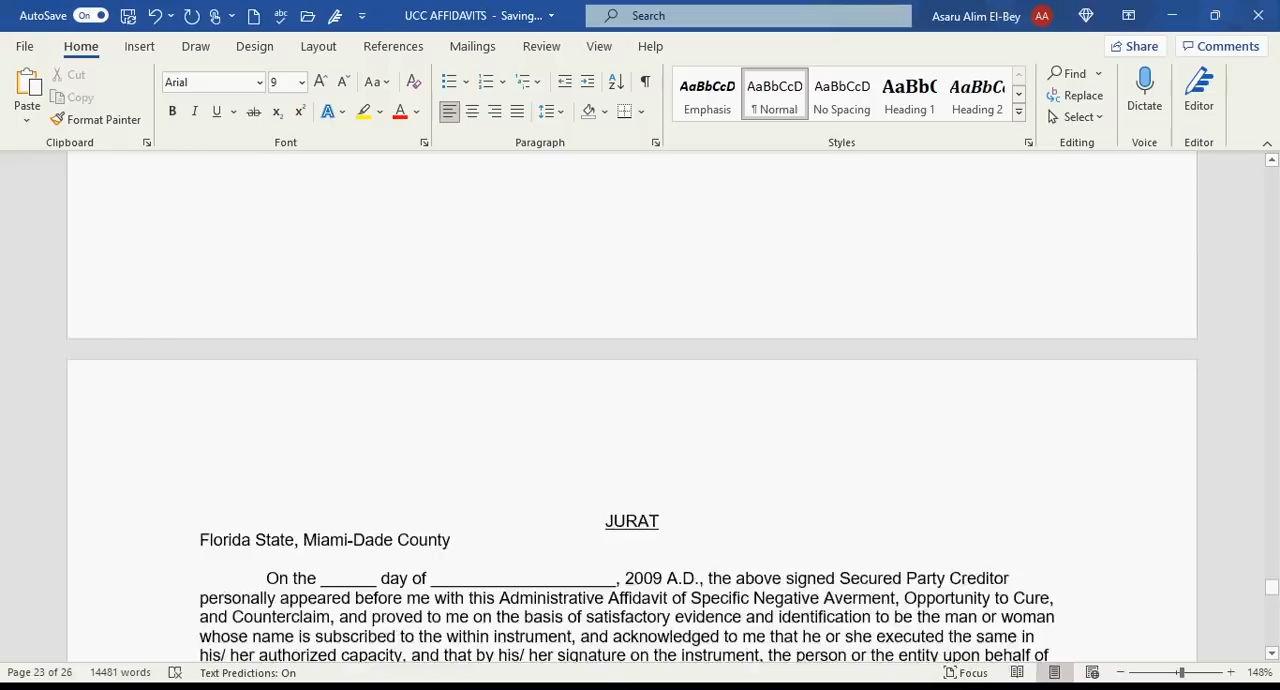 AutoSave On UCC AFFIDAVITS - Saving... Search Asaru Alim El-Bey AA
File Home Insert Draw Design Layout References Mailings Review View Help Share Comments
Paste Cut Copy Format Painter
Arial 9
AaBbCcD AaBbCcD AaBbCcD AaBb( AaBbCc
Emphasis ¶ Normal No Spacing Heading 1 Heading 2
Find Replace Select
Dictate Editor
Clipboard Font Paragraph Styles Editing Voice Editor
JURAT
Florida State, Miami-Dade County
On the ______ day of ____________________, 2009 A.D., the above signed Secured Party Creditor
personally appeared before me with this Administrative Affidavit of Specific Negative Averment, Opportunity to Cure,
and Counterclaim, and proved to me on the basis of satisfactory evidence and identification to be the man or woman
whose name is subscribed to the within instrument, and acknowledged to me that he or she executed the same in
his/ her authorized capacity, and that by his/ her signature on the instrument, the person or the entity upon behalf of
Page 23 of 26 14481 words Text Predictions: On Focus 148%